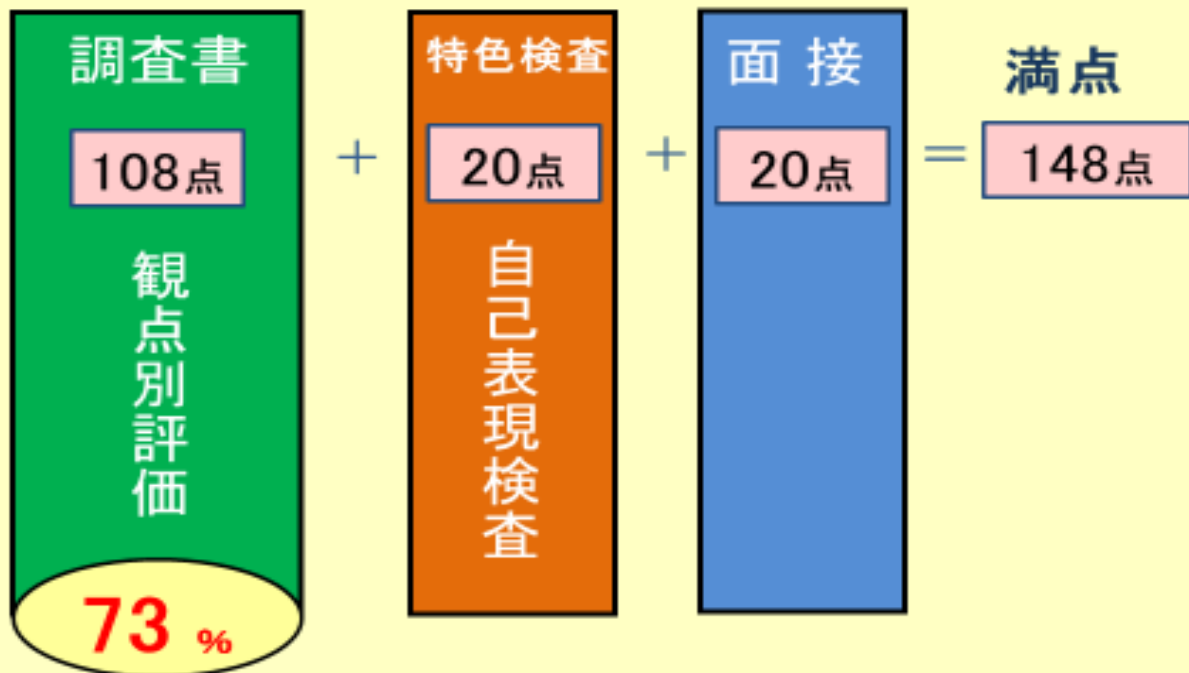 調査書
108点
観点別評価
73 %
+
特色検査
20点
自己表現検査
+
面接
20点
=
満点
148点